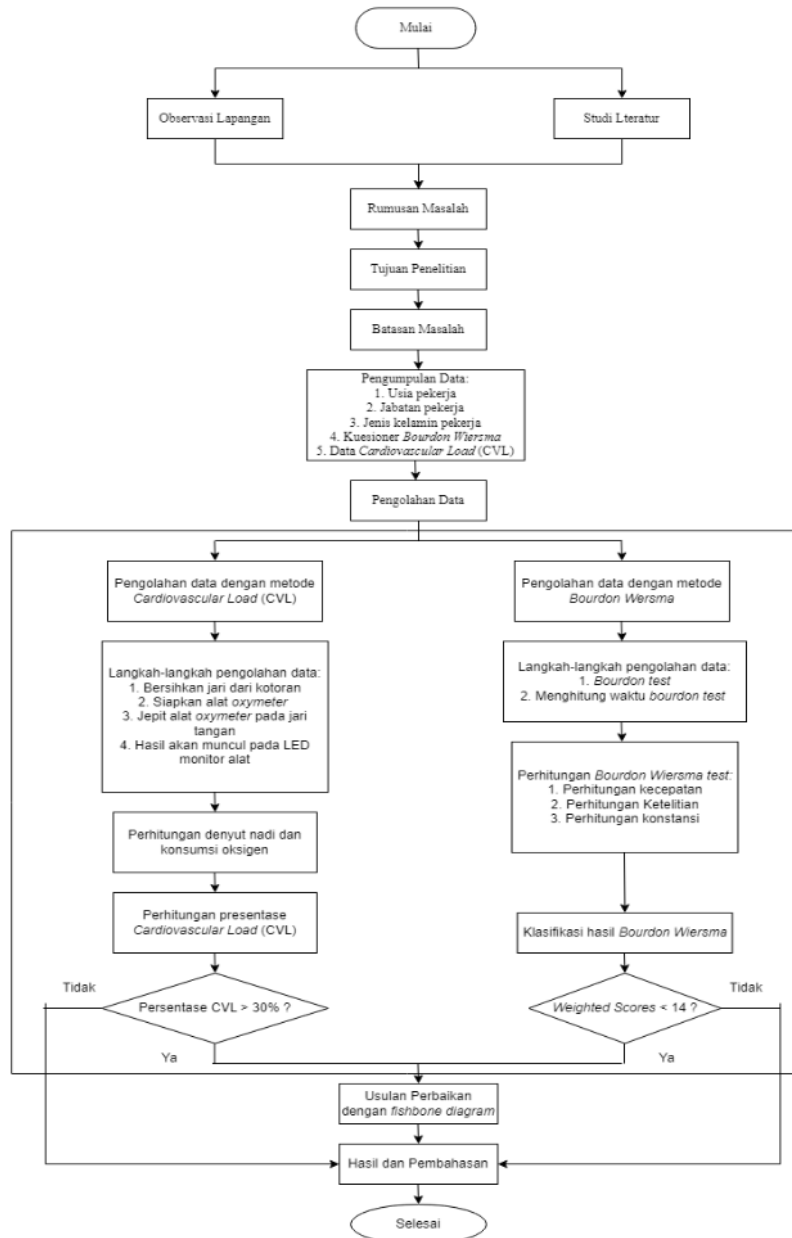 Mulai
Observasi Lapangan
Studi Lteratur
Rumusan Masalah
Tujuan Penelitian
Batasan Masalah
Pengumpulan Data:
1. Usia pekerja
2. Jabatan pekerja
3. Jenis kelamin pekerja
4. Kuesioner Bourdon Wiersma
5. Data Cardiovascular Load (CVL)
Pengolahan Data
Pengolahan data dengan metode
Cardiovascular Load (CVL)
Langkah-langkah pengolahan data:
1. Bersihkan jari dari kotoran
2. Siapkan alat oxymeter
3. Jepit alat oxymeter pada jari
tangan
4. Hasil akan muncul pada LED
monitor alat
Perhitungan denyut nadi dan
konsumsi oksigen
Perhitungan presentase
Cardiovascular Load (CVL)
Tidak
Persentase CVL > 30% ?
Ya
Pengolahan data dengan metode
Bourdon Wersma
Langkah-langkah pengolahan data:
1. Bourdon test
2. Menghitung waktu bourdon test
Perhitungan Bourdon Wiersma test:
1. Perhitungan kecepatan
2. Perhitungan Ketelitian
3. Perhitungan konstansi
Klasifikasi hasil Bourdon Wiersma
Weighted Scores < 14 ?
Tidak
Ya
Usulan Perbaikan
dengan fishbone diagram
Hasil dan Pembahasan
Selesai